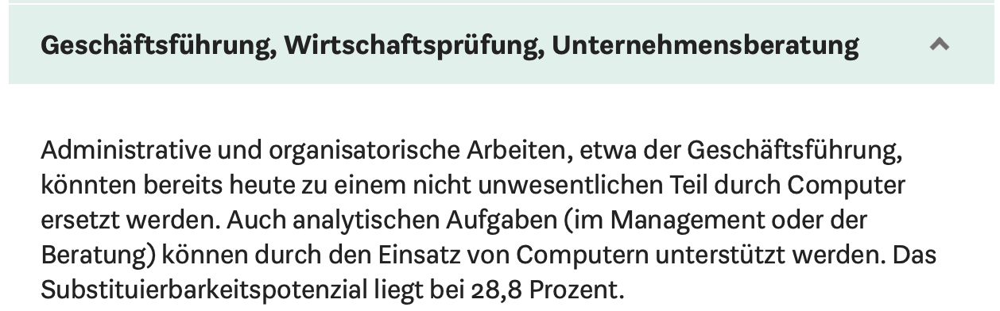 Geschäftsführung, Wirtschaftsprüfung, Unternehmensberatung
Administrative und organisatorische Arbeiten, etwa der Geschäftsführung,
könnten bereits heute zu einem nicht unwesentlichen Teil durch Computer
ersetzt werden. Auch analytischen Aufgaben (im Management oder der
Beratung) können durch den Einsatz von Computern unterstützt werden. Das
Substituierbarkeitspotenzial liegt bei 28,8 Prozent.